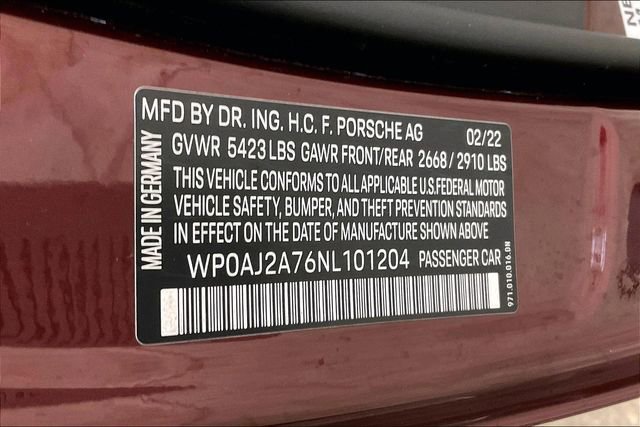 MFD BY DR. ING. H.C. F. PORSCHE AG 02/22
GVWR 5423 LBS GAWR FRONT/REAR 2668 / 2910 LBS
THIS VEHICLE CONFORMS TO ALL APPLICABLE U.S. FEDERAL MOTOR
VEHICLE SAFETY, BUMPER, AND THEFT PREVENTION STANDARDS
IN EFFECT ON THE DATE OF MANUFACTURE SHOWN ABOVE
WP0AJ2A76NL101204 PASSENGER CAR
MADE IN GERMANY
971.010.016.DN